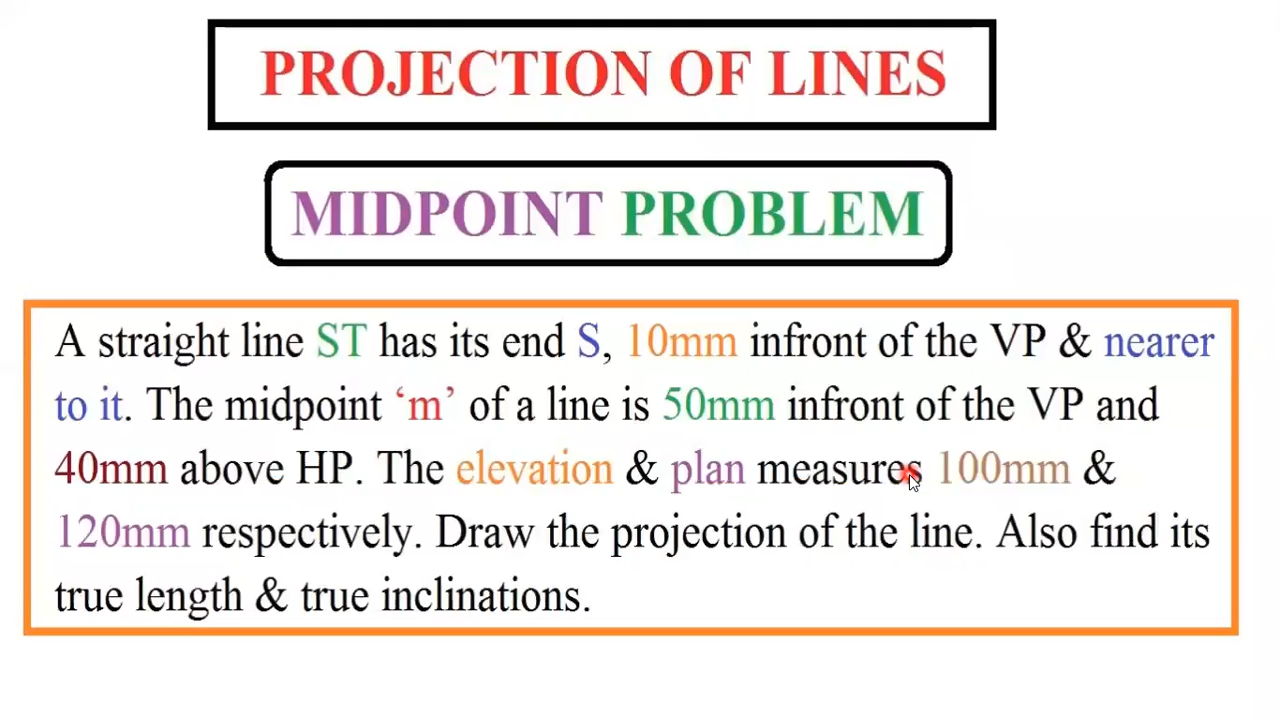 PROJECTION OF LINES
MIDPOINT PROBLEM
A straight line ST has its end S, 10mm infront of the VP & nearer
to it. The midpoint ‘m’ of a line is 50mm infront of the VP and
40mm above HP. The elevation & plan measures 100mm &
120mm respectively. Draw the projection of the line. Also find its
true length & true inclinations.